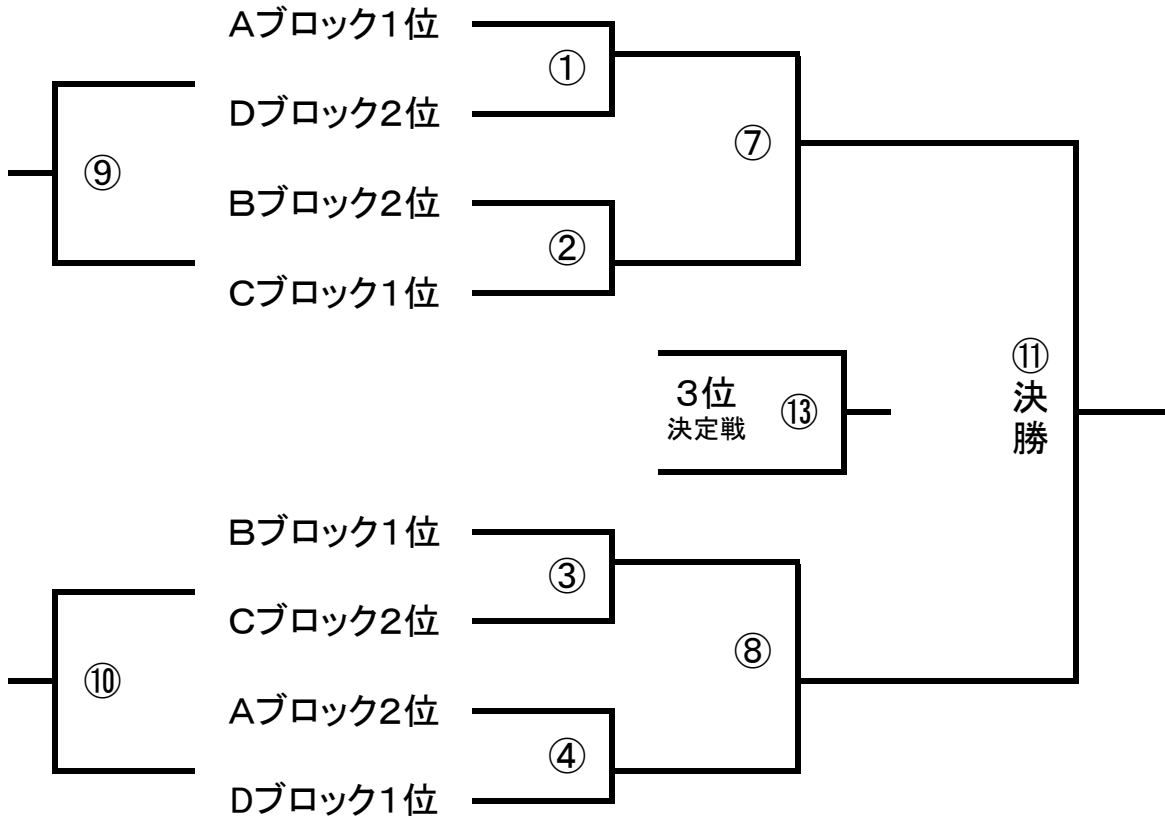 Aブロック1位
①
Dブロック2位
⑦
⑨
Bブロック2位
②
Cブロック1位
⑪
決
勝
3位
決定戦
⑬
Bブロック1位
③
Cブロック2位
⑧
⑩
Aブロック2位
④
Dブロック1位